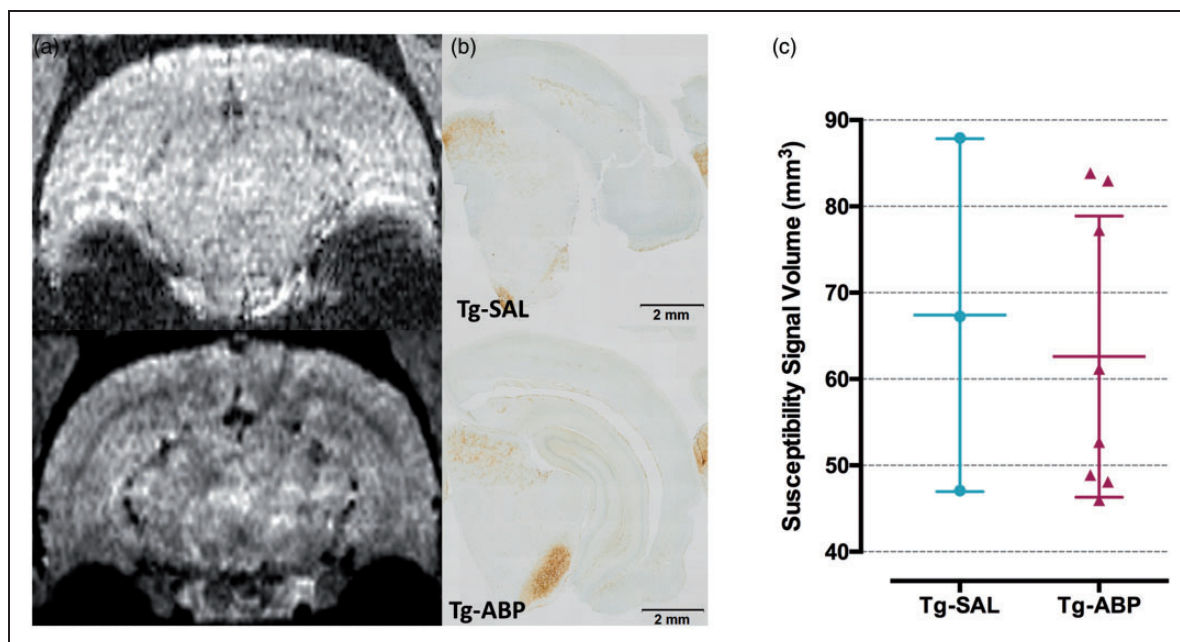 (a)
(b)
Tg-SAL
2 mm
Tg-ABP
2 mm
(c)
Susceptibility Signal Volume (mm³)
90
80
70
60
50
40
Tg-SAL
Tg-ABP